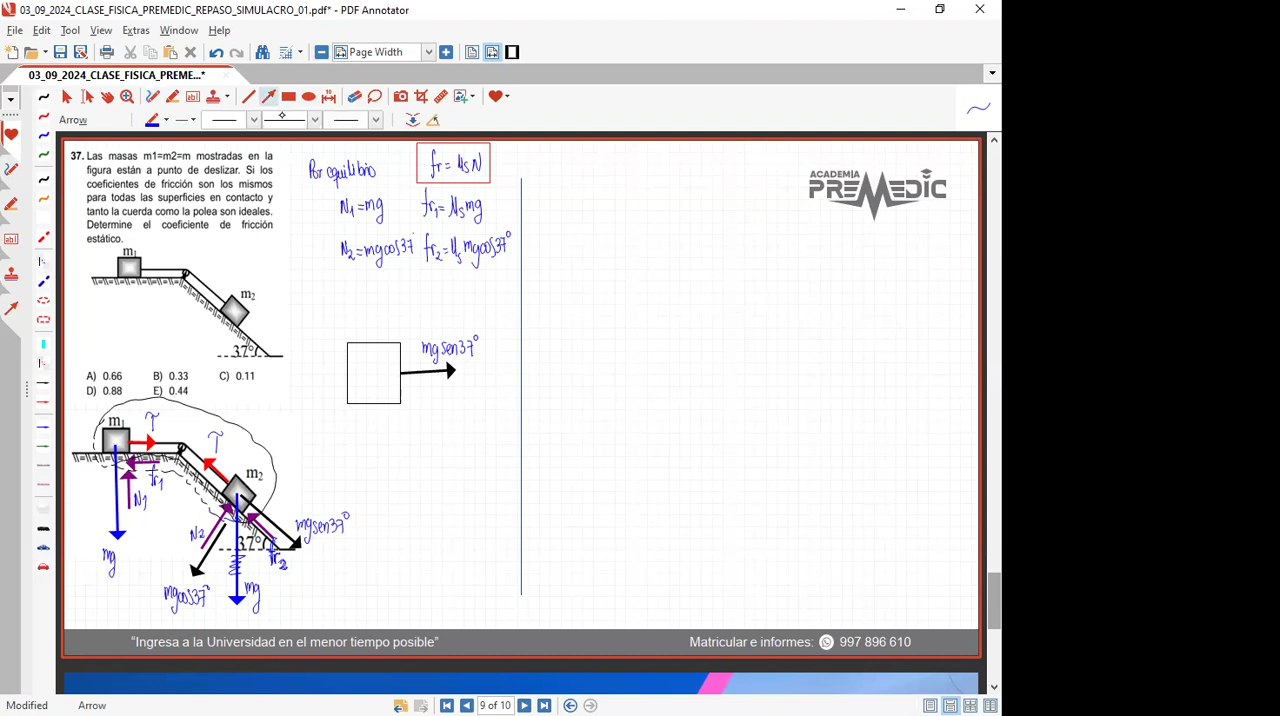 03_09_2024_CLASE_FISICA_PREMEDIC_REPASO_SIMULACRO_01.pdf* - PDF Annotator
File Edit Tool View Extras Window Help
Page Width
03_09_2024_CLASE_FISICA_PREME...*
Arrow
37. Las masas m1=m2=m mostradas en la
figura están a punto de deslizar. Si los
coeficientes de fricción son los mismos
para todas las superficies en contacto y
tanto la cuerda como la polea son ideales.
Determine el coeficiente de fricción
estático.
m1
m2
37°
A) 0.66 B) 0.33 C) 0.11
D) 0.88 E) 0.44
Por equilibrio
fr = μsN
N1=mg fr1=μsmg
N2=mgcos37° fr2=μsmgcos37°
mgsen37°
ACADEMIA
PREMEDIC
m1
T
T
m2
fr1
N1
N2
mgsen37°
37°
fr2
mg
mgcos37°
mg
“Ingresa a la Universidad en el menor tiempo posible”
Matricular e informes: 997 896 610
Modified Arrow 9 of 10